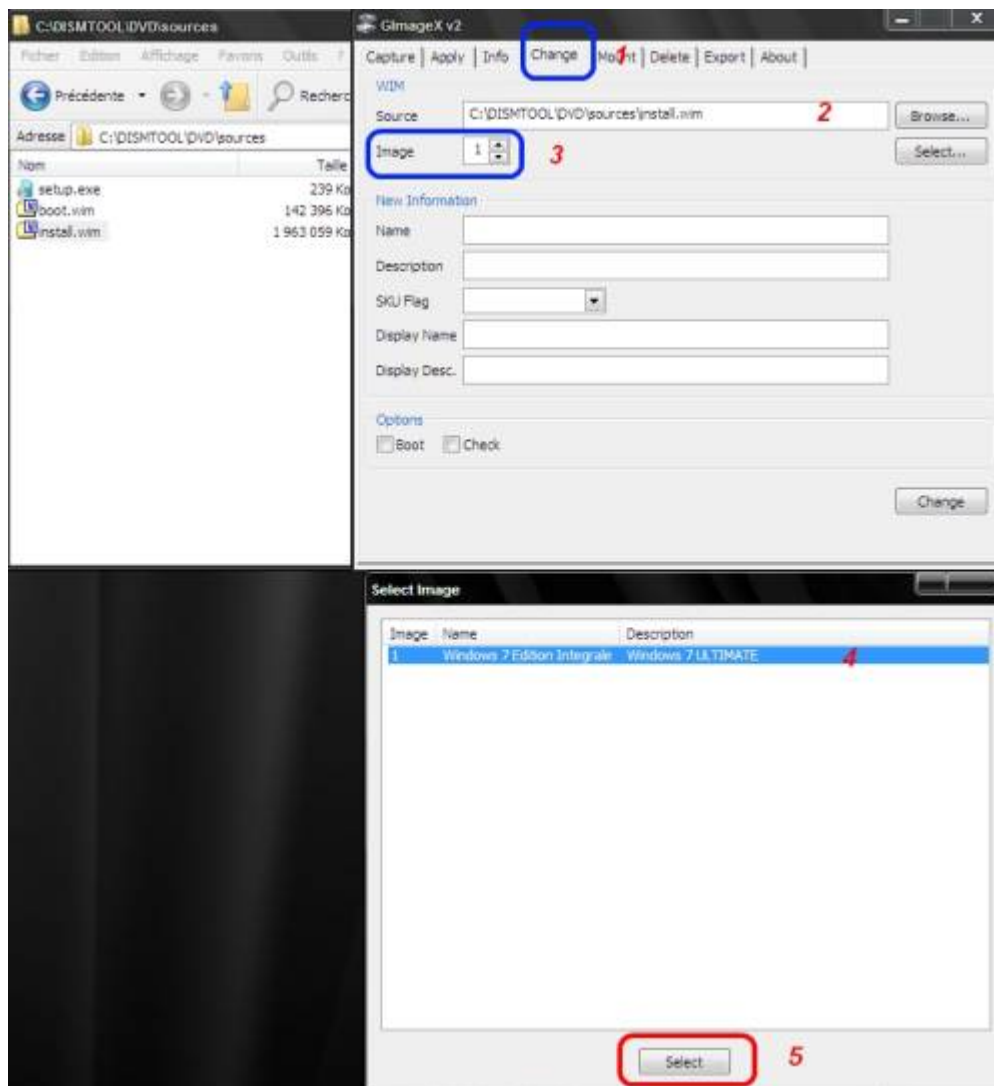 C:\DISMTOOL\DVD\sources
Fichier Edition Affichage Favoris Outils ?
Précédente
Recherc
Adresse C:\DISMTOOL\DVD\sources
Nom Taille
setup.exe 239 Ko
boot.wim 142 396 Ko
install.wim 1 963 059 Ko
GImageX v2
Capture Apply Info Change Mount Delete Export About
1
WIM
Source C:\DISMTOOL\DVD\sources\install.wim 2 Browse...
Image 1 3 Select...
New Information
Name
Description
SKU Flag
Display Name
Display Desc.
Options
Boot Check
Change
Select Image
Image Name Description
1 Windows 7 Edition Integrale Windows 7 ULTIMATE 4
Select 5